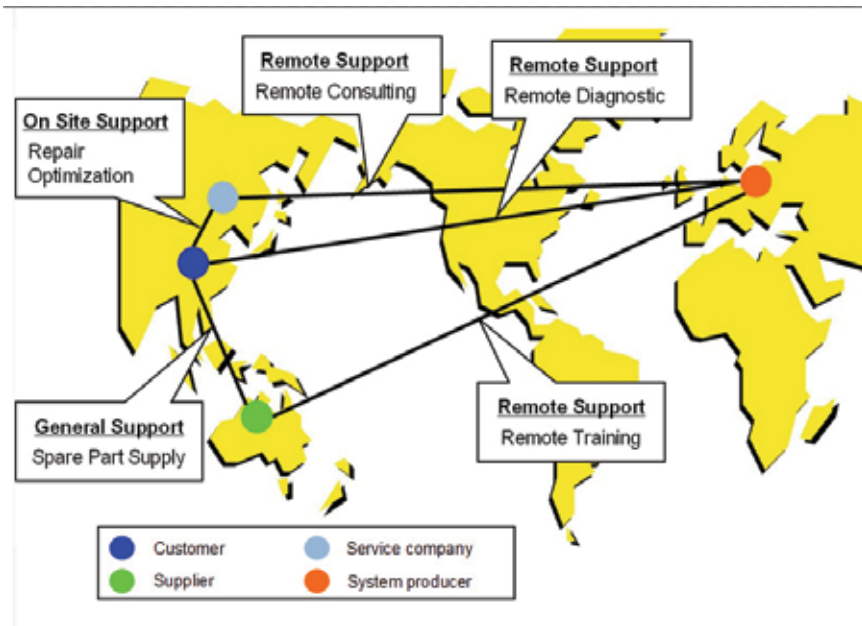 Remote Support
Remote Consulting
Remote Support
Remote Diagnostic
On Site Support
Repair
Optimization
General Support
Spare Part Supply
Remote Support
Remote Training
Customer
Service company
Supplier
System producer